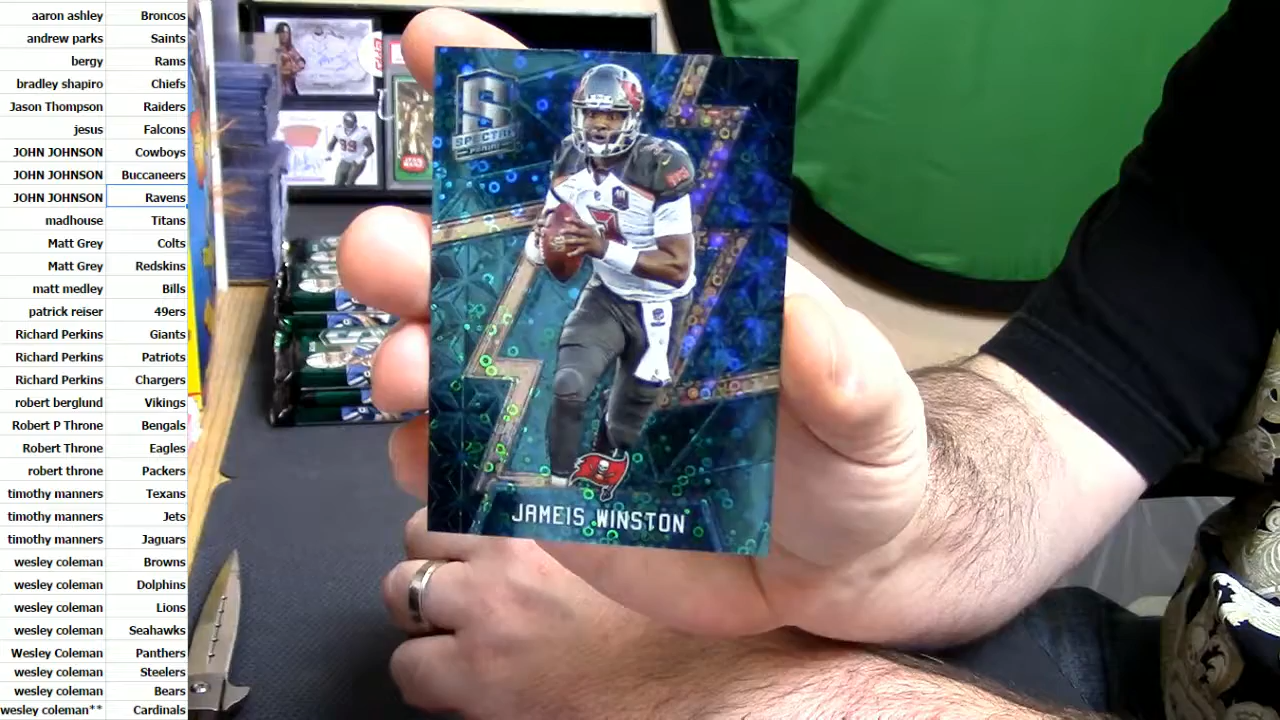 aaron ashley Broncos
andrew parks Saints
bergy Rams
bradley shapiro Chiefs
Jason Thompson Raiders
jesus Falcons
JOHN JOHNSON Cowboys
JOHN JOHNSON Buccaneers
JOHN JOHNSON Ravens
madhouse Titans
Matt Grey Colts
Matt Grey Redskins
matt medley Bills
patrick reiser 49ers
Richard Perkins Giants
Richard Perkins Patriots
Richard Perkins Chargers
robert berglund Vikings
Robert P Throne Bengals
Robert Throne Eagles
robert throne Packers
timothy manners Texans
timothy manners Jets
timothy manners Jaguars
wesley coleman Browns
wesley coleman Dolphins
wesley coleman Lions
wesley coleman Seahawks
Wesley Coleman Panthers
wesley coleman Steelers
wesley coleman Bears
wesley coleman** Cardinals
S
SPECTRA
PANINI
JAMEIS WINSTON
STAR
WARS
99